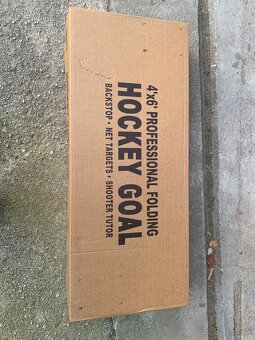 4'x6' PROFESSIONAL FOLDING
HOCKEY GOAL
BACKSTOP • NET TARGETS • SHOOTER TUTOR